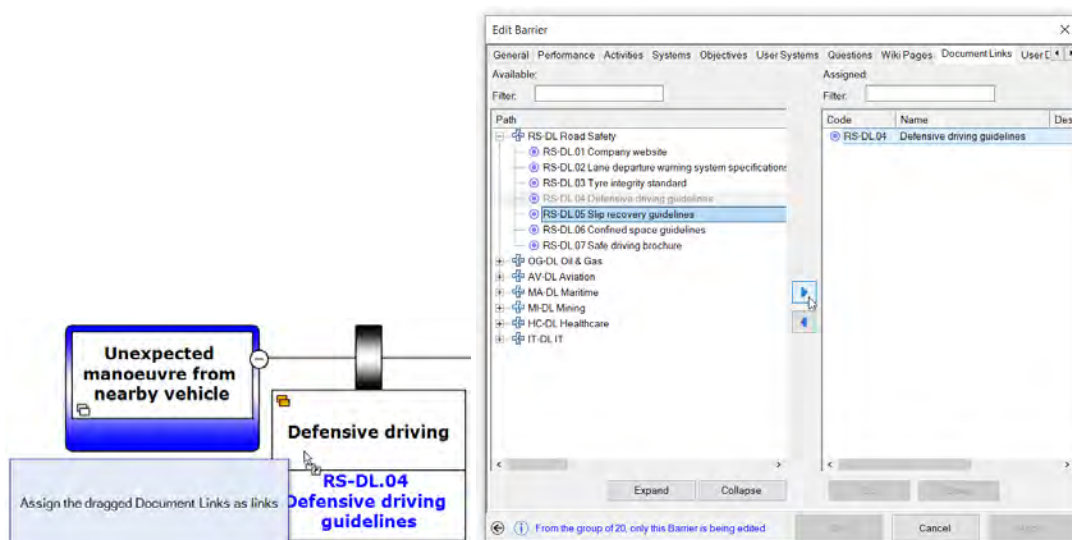 Unexpected
manoeuvre from
nearby vehicle
Defensive driving
RS-DL.04
Defensive driving
guidelines
Assign the dragged Document Links as links
Edit Barrier
General Performance Activities Systems Objectives User Systems Questions Wiki Pages Document Links User D
Available:
Assigned:
Filter:
Filter:
Path
Code Name Des
RS-DL Road Safety
RS-DL.04 Defensive driving guidelines
RS-DL.01 Company website
RS-DL.02 Lane departure warning system specifications
RS-DL.03 Tyre integrity standard
RS-DL.04 Defensive driving guidelines
RS-DL.05 Slip recovery guidelines
RS-DL.06 Confined space guidelines
RS-DL.07 Safe driving brochure
OG-DL Oil & Gas
AV-DL Aviation
MA-DL Maritime
MI-DL Mining
HC-DL Healthcare
IT-DL IT
Expand Collapse
From the group of 20, only this Barrier is being edited
Cancel